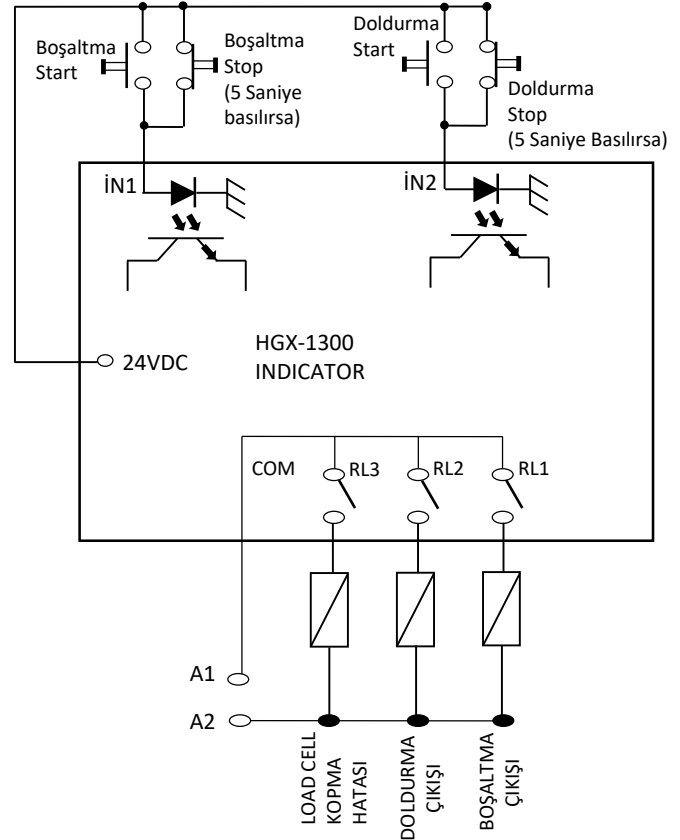 Boşaltma
Start
Boşaltma
Stop
(5 Saniye
basılırsa)
Doldurma
Start
Doldurma
Stop
(5 Saniye Basılırsa)
İN1
İN2
24VDC
HGX-1300
INDICATOR
COM
RL3
RL2
RL1
A1
A2
LOAD CELL
KOPMA
HATASI
DOLDURMA
ÇIKIŞI
BOŞALTMA
ÇIKIŞI